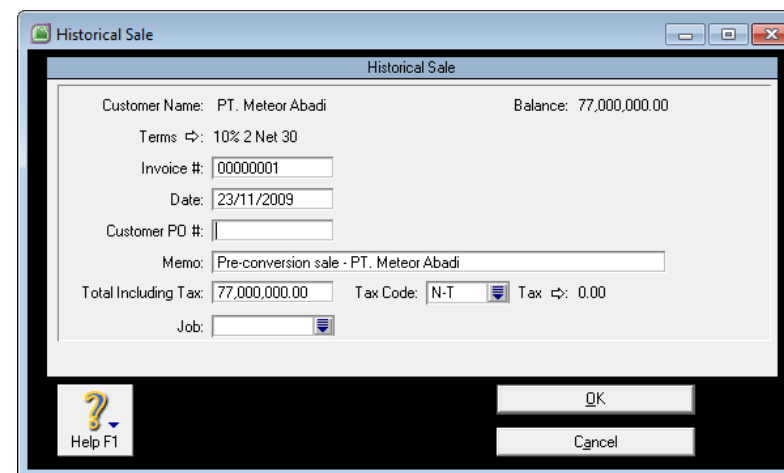 Historical Sale
Historical Sale
Customer Name: PT. Meteor Abadi Balance: 77,000,000.00
Terms ⇨: 10% 2 Net 30
Invoice #: 00000001
Date: 23/11/2009
Customer PO #:
Memo: Pre-conversion sale - PT. Meteor Abadi
Total Including Tax: 77,000,000.00 Tax Code: N-T Tax ⇨: 0.00
Job:
OK
Help F1
Cancel